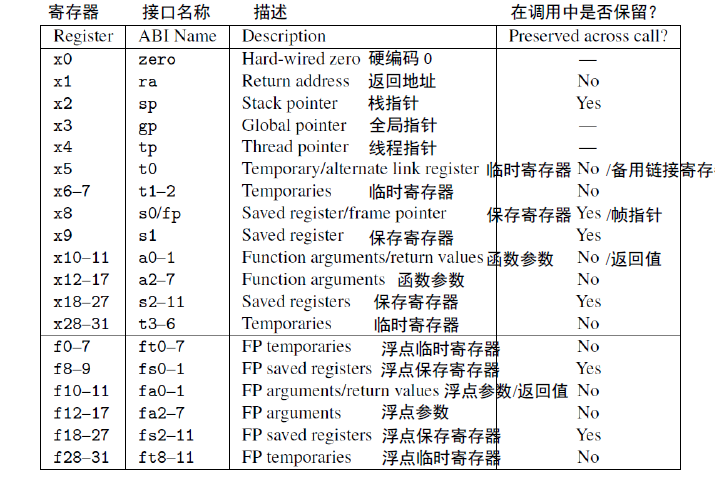 寄存器 接口名称 描述 在调用中是否保留?
Register ABI Name Description Preserved across call?
x0 zero Hard-wired zero 硬编码 0 —
x1 ra Return address 返回地址 No
x2 sp Stack pointer 栈指针 Yes
x3 gp Global pointer 全局指针 —
x4 tp Thread pointer 线程指针 —
x5 t0 Temporary/alternate link register 临时寄存器 No /备用链接寄存
x6–7 t1–2 Temporaries 临时寄存器 No
x8 s0/fp Saved register/frame pointer 保存寄存器 Yes /帧指针
x9 s1 Saved register 保存寄存器 Yes
x10–11 a0–1 Function arguments/return values 函数参数 No /返回值
x12–17 a2–7 Function arguments 函数参数 No
x18–27 s2–11 Saved registers 保存寄存器 Yes
x28–31 t3–6 Temporaries 临时寄存器 No
f0–7 ft0–7 FP temporaries 浮点临时寄存器 No
f8–9 fs0–1 FP saved registers 浮点保存寄存器 Yes
f10–11 fa0–1 FP arguments/return values 浮点参数/返回值 No
f12–17 fa2–7 FP arguments 浮点参数 No
f18–27 fs2–11 FP saved registers 浮点保存寄存器 Yes
f28–31 ft8–11 FP temporaries 浮点临时寄存器 No